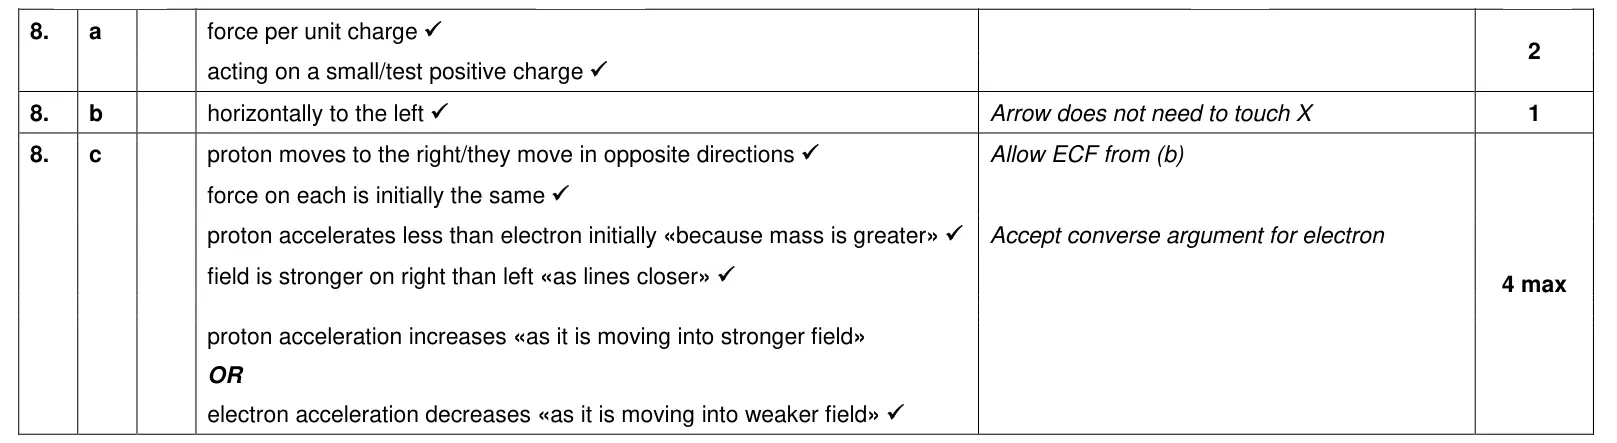 8. a force per unit charge ✓ 2
acting on a small/test positive charge ✓
8. b horizontally to the left ✓ Arrow does not need to touch X 1
8. c proton moves to the right/they move in opposite directions ✓ Allow ECF from (b) 4 max
force on each is initially the same ✓
proton accelerates less than electron initially «because mass is greater» ✓ Accept converse argument for electron
field is stronger on right than left «as lines closer» ✓
proton acceleration increases «as it is moving into stronger field»
OR
electron acceleration decreases «as it is moving into weaker field» ✓